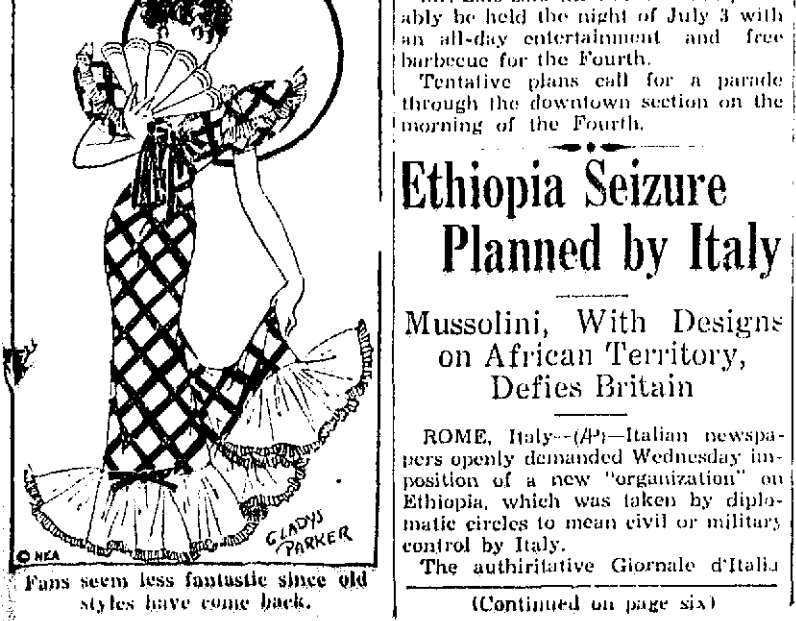 GLADYS
PARKER
© NEA
Fans seem less fantastic since old
styles have come back.
ably be held the night of July 3 with
an all-day entertainment and free
barbecue for the Fourth.
Tentative plans call for a parade
through the downtown section on the
morning of the Fourth.
Ethiopia Seizure
Planned by Italy
Mussolini, With Designs
on African Territory,
Defies Britain
ROME, Italy--(AP)—Italian newspa-
pers openly demanded Wednesday im-
position of a new "organization" on
Ethiopia, which was taken by diplo-
matic circles to mean civil or military
control by Italy.
The authiritative Giornale d'Italia
(Continued on page six)